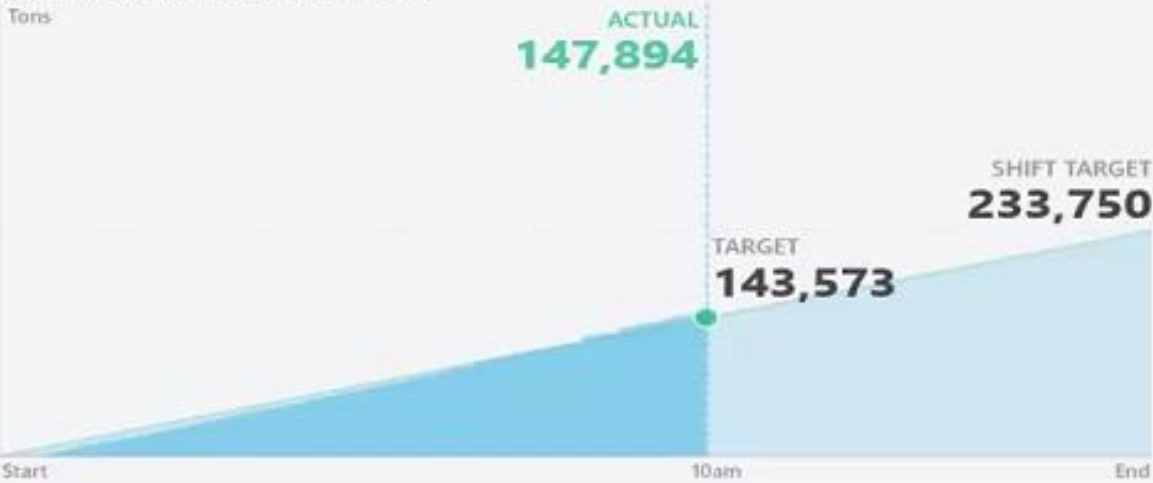 Tons
ACTUAL
147,894
SHIFT TARGET
233,750
TARGET
143,573
Start
10am
End